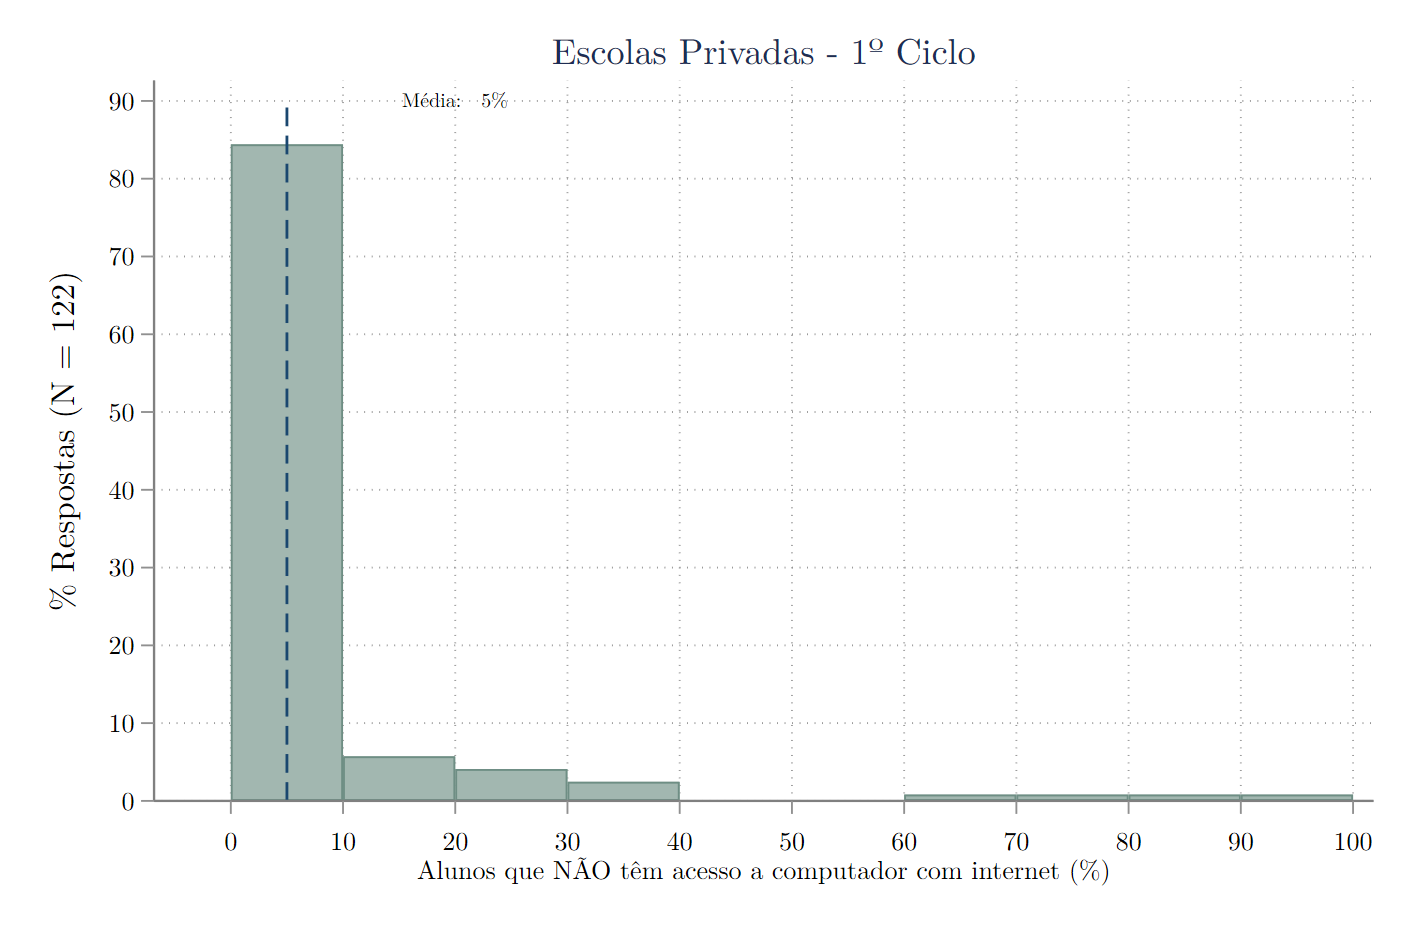 Escolas Privadas - 1º Ciclo
Média: 5%
% Respostas (N = 122)
90
80
70
60
50
40
30
20
10
0
0 10 20 30 40 50 60 70 80 90 100
Alunos que NÃO têm acesso a computador com internet (%)